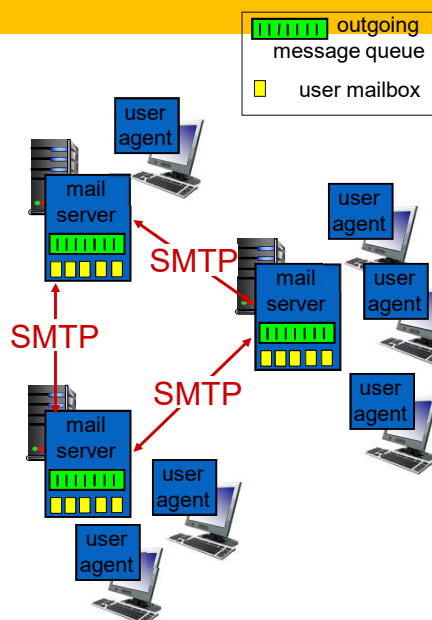 outgoing
message queue
user mailbox
user
agent
mail
server
user
agent
SMTP
mail
server
user
agent
SMTP
SMTP
user
agent
mail
server
user
agent
user
agent